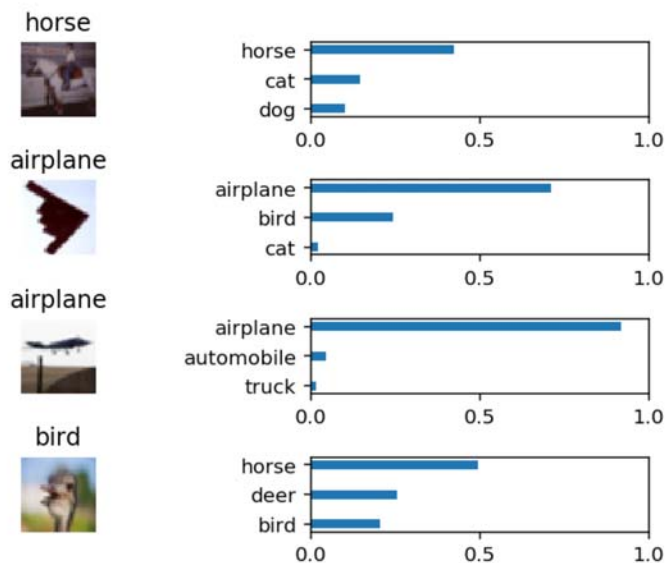 horse
horse
cat
dog
0.0 0.5 1.0
airplane
airplane
bird
cat
0.0 0.5 1.0
airplane
airplane
automobile
truck
0.0 0.5 1.0
bird
horse
deer
bird
0.0 0.5 1.0